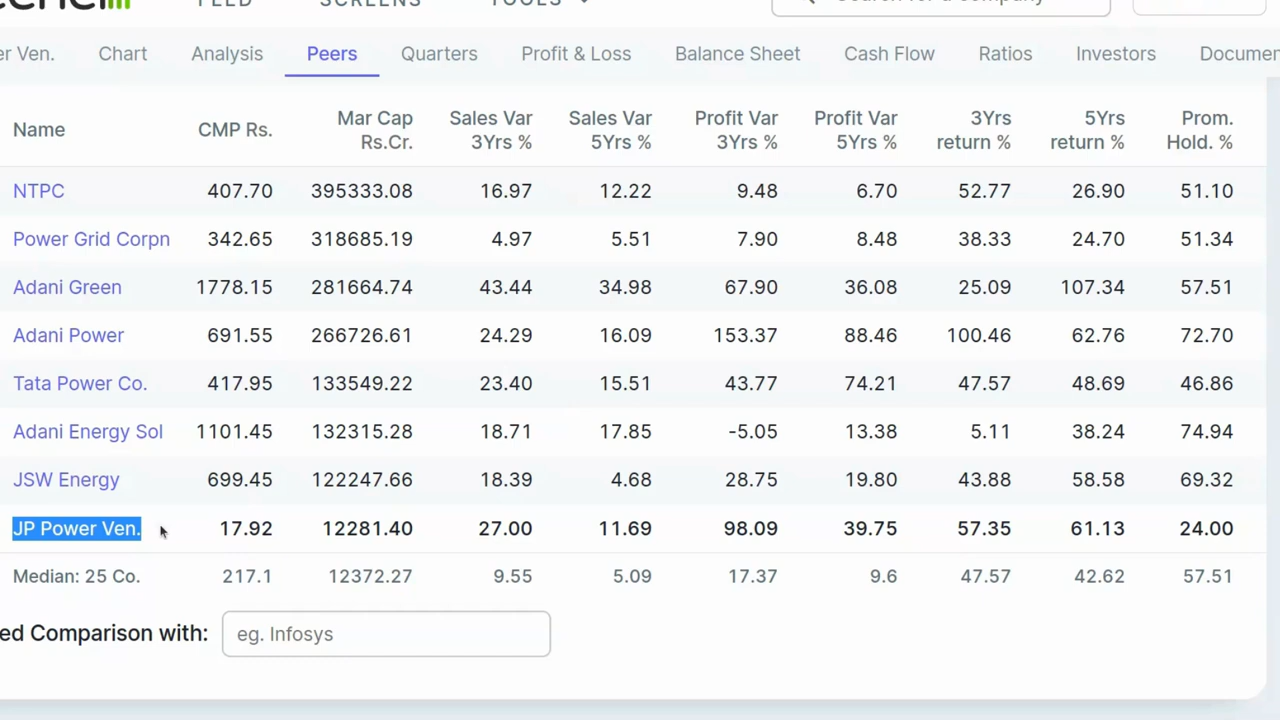 FEED SCREENS TOOLS
Search for a company
er Ven. Chart Analysis Peers Quarters Profit & Loss Balance Sheet Cash Flow Ratios Investors Documen
Name CMP Rs. Mar Cap Rs.Cr. Sales Var 3Yrs % Sales Var 5Yrs % Profit Var 3Yrs % Profit Var 5Yrs % 3Yrs return % 5Yrs return % Prom. Hold. %
NTPC 407.70 395333.08 16.97 12.22 9.48 6.70 52.77 26.90 51.10
Power Grid Corpn 342.65 318685.19 4.97 5.51 7.90 8.48 38.33 24.70 51.34
Adani Green 1778.15 281664.74 43.44 34.98 67.90 36.08 25.09 107.34 57.51
Adani Power 691.55 266726.61 24.29 16.09 153.37 88.46 100.46 62.76 72.70
Tata Power Co. 417.95 133549.22 23.40 15.51 43.77 74.21 47.57 48.69 46.86
Adani Energy Sol 1101.45 132315.28 18.71 17.85 -5.05 13.38 5.11 38.24 74.94
JSW Energy 699.45 122247.66 18.39 4.68 28.75 19.80 43.88 58.58 69.32
JP Power Ven. 17.92 12281.40 27.00 11.69 98.09 39.75 57.35 61.13 24.00
Median: 25 Co. 217.1 12372.27 9.55 5.09 17.37 9.6 47.57 42.62 57.51
ed Comparison with: eg. Infosys